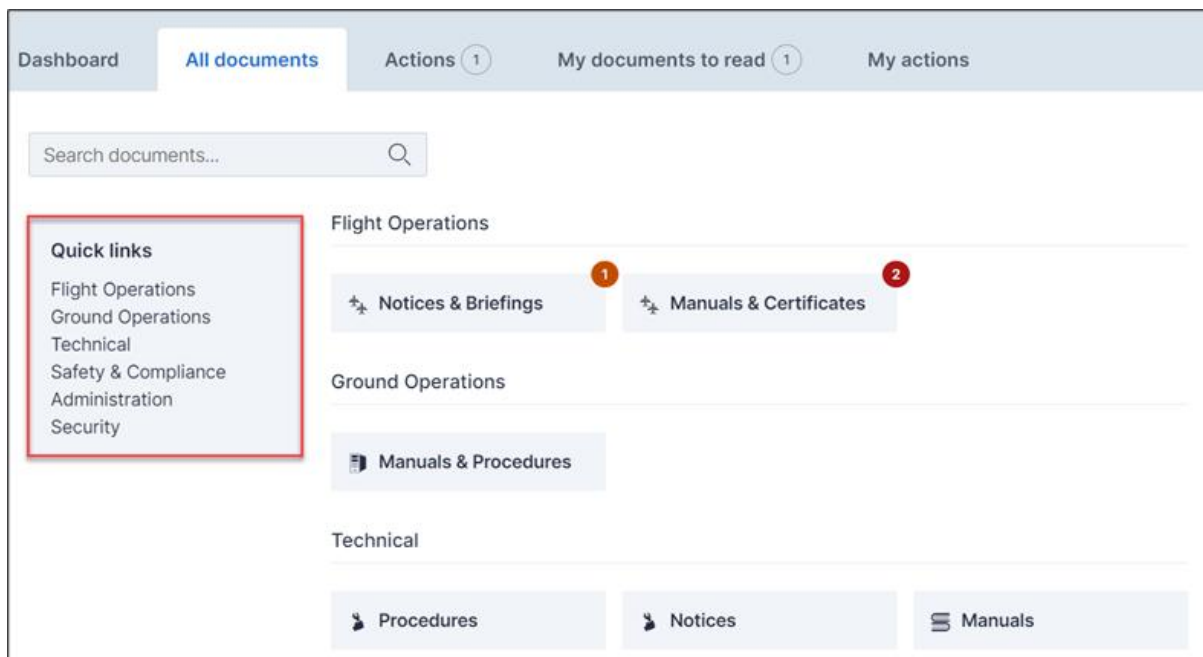 Dashboard
All documents
Actions 1
My documents to read 1
My actions
Search documents...
Quick links
Flight Operations
Ground Operations
Technical
Safety & Compliance
Administration
Security
Flight Operations
1
Notices & Briefings
2
Manuals & Certificates
Ground Operations
Manuals & Procedures
Technical
Procedures
Notices
Manuals